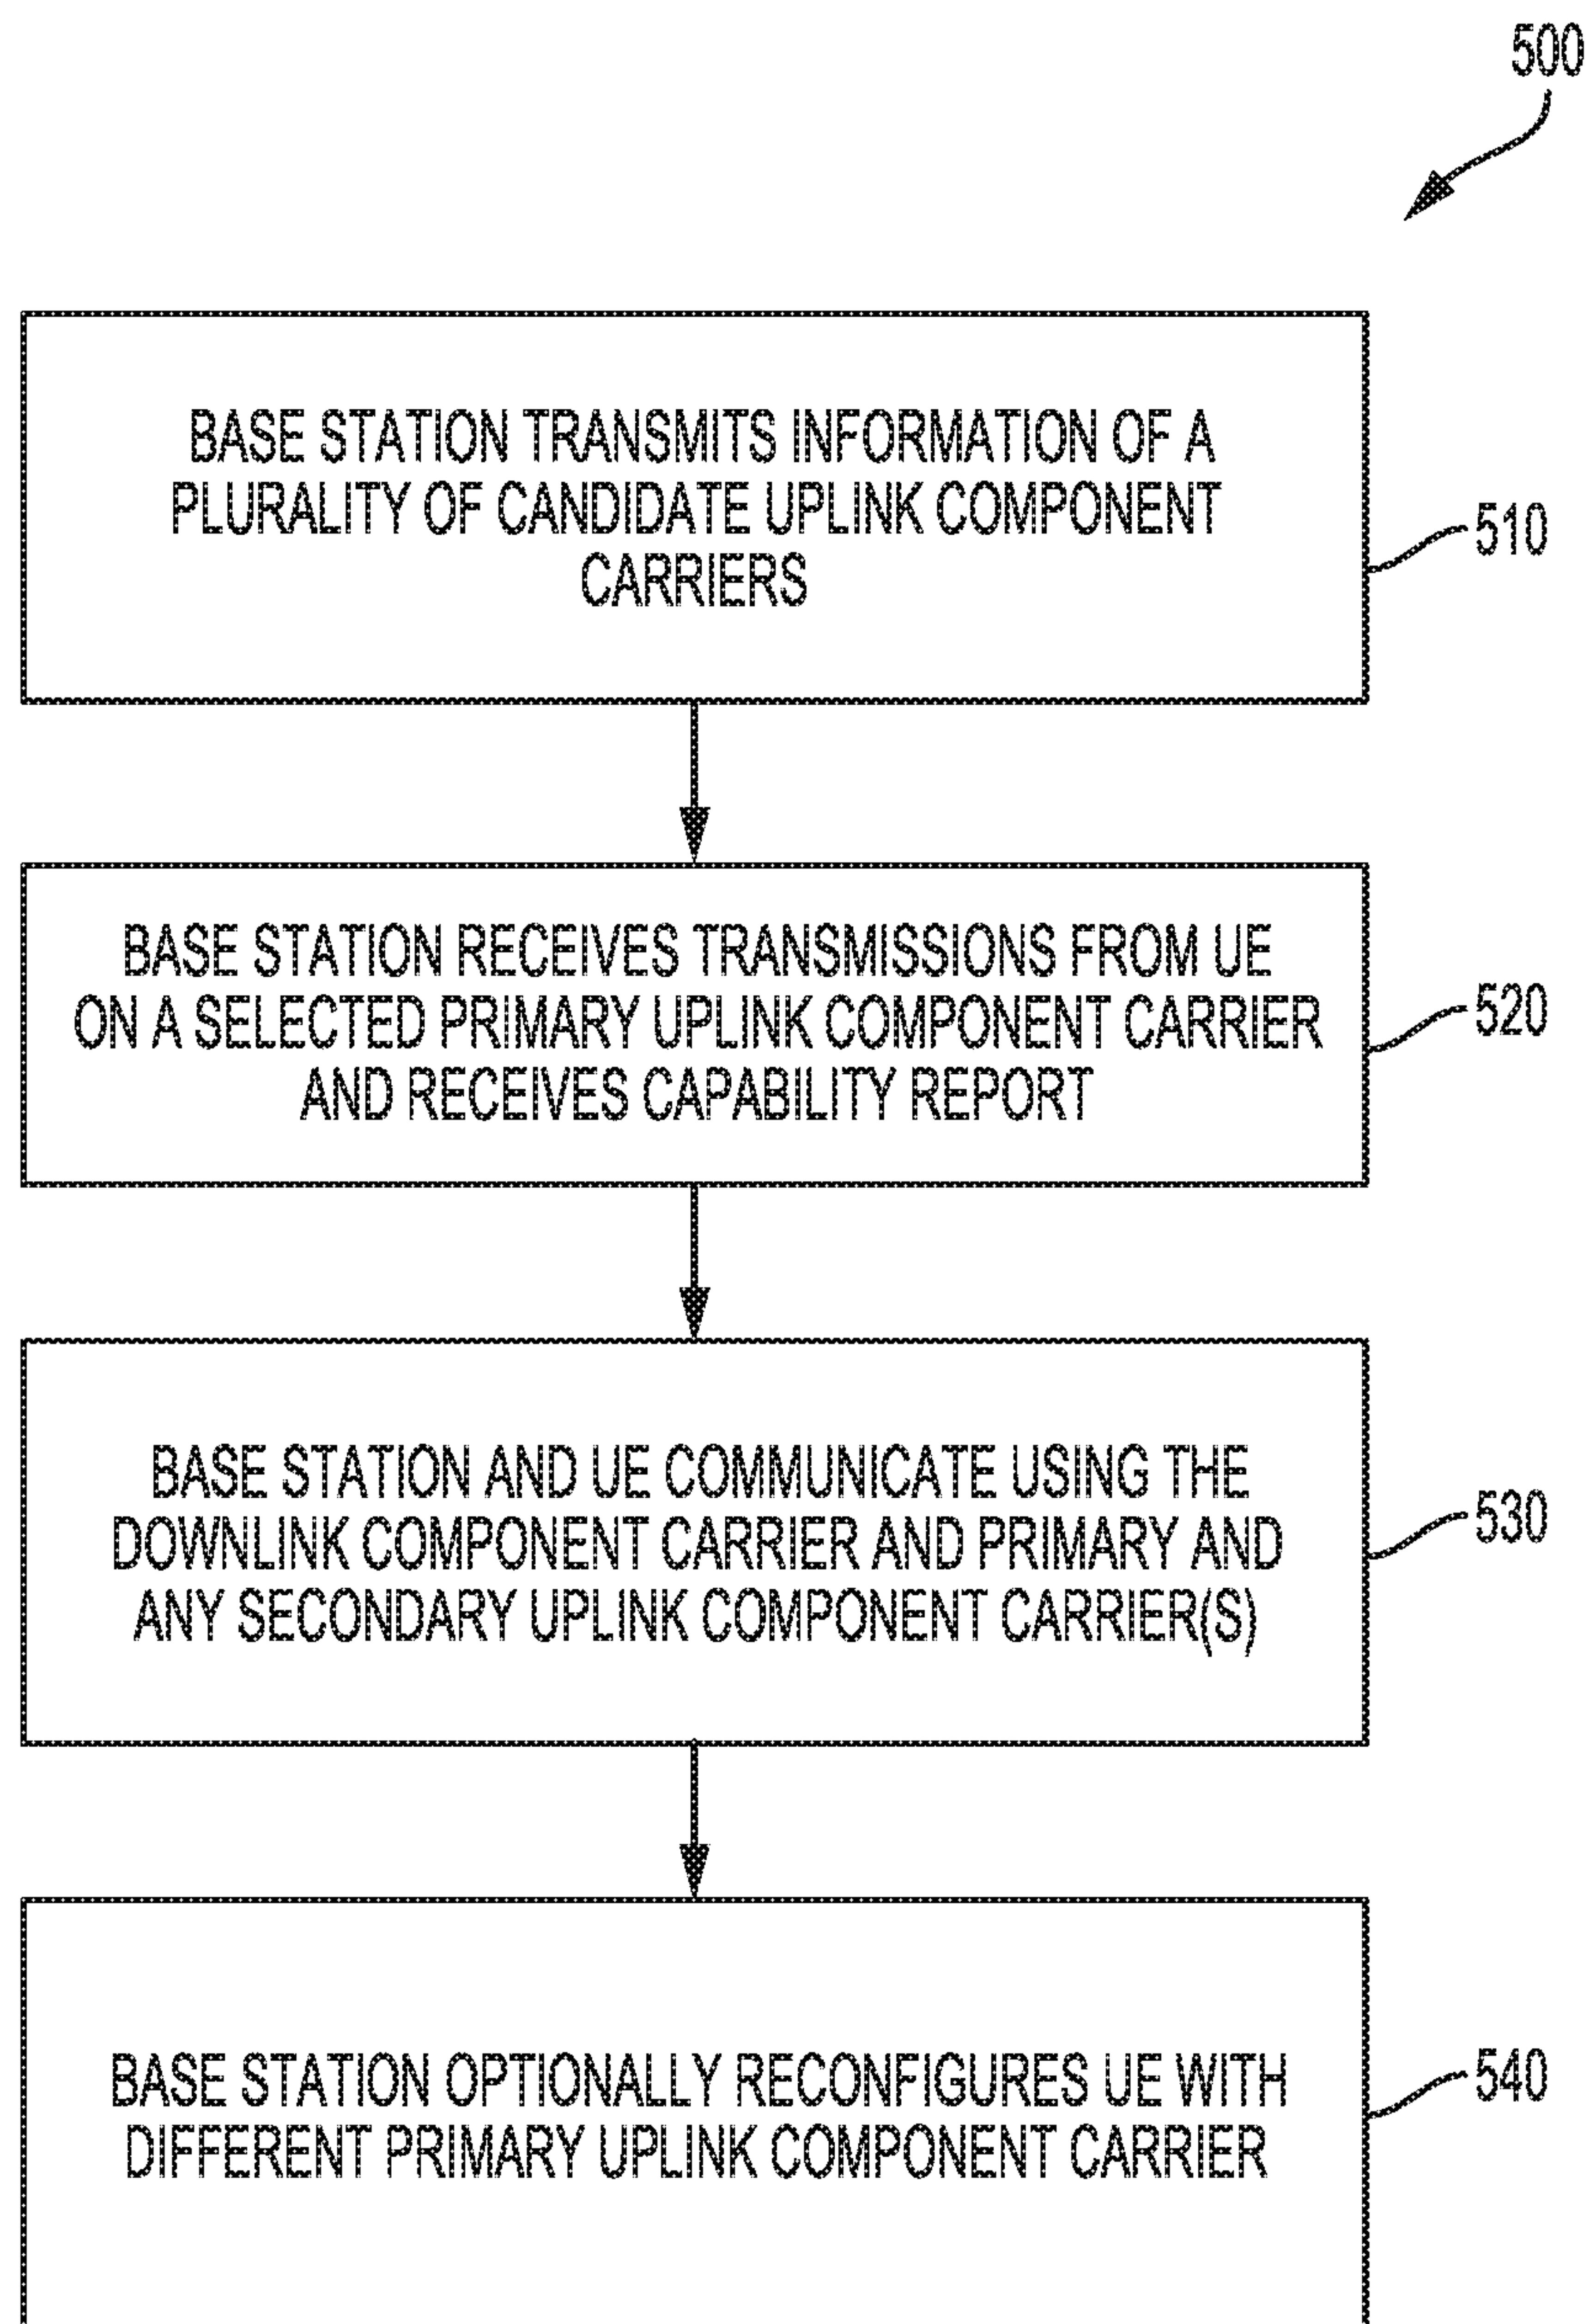 500
BASE STATION TRANSMITS INFORMATION OF A
PLURALITY OF CANDIDATE UPLINK COMPONENT
CARRIERS
510
BASE STATION RECEIVES TRANSMISSIONS FROM UE
ON A SELECTED PRIMARY UPLINK COMPONENT CARRIER
AND RECEIVES CAPABILITY REPORT
520
BASE STATION AND UE COMMUNICATE USING THE
DOWNLINK COMPONENT CARRIER AND PRIMARY AND
ANY SECONDARY UPLINK COMPONENT CARRIER(S)
530
BASE STATION OPTIONALLY RECONFIGURES UE WITH
DIFFERENT PRIMARY UPLINK COMPONENT CARRIER
540